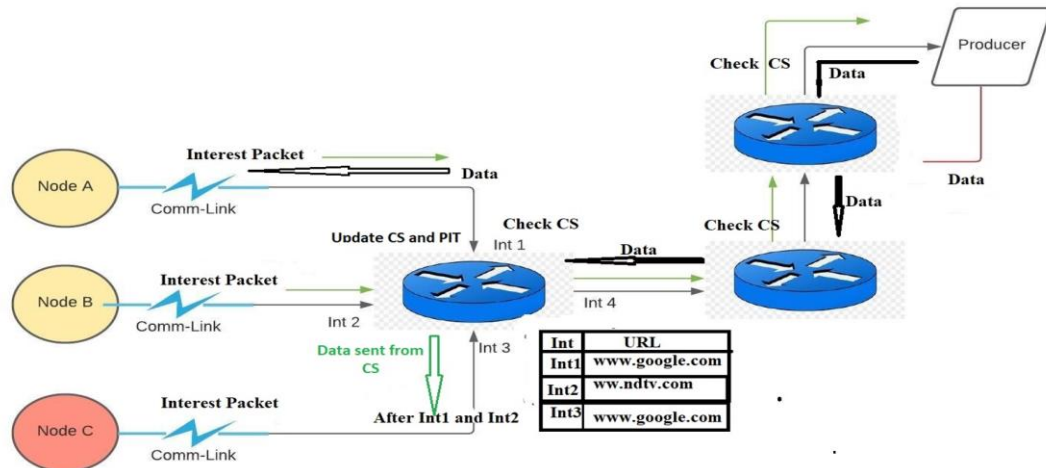 Check CS
Producer
Data
Interest Packet
Node A
Data
Comm-Link
Data
Data
Update CS and PIT
Check CS
Int 1
Check CS
Data
Interest Packet
Node B
Comm-Link
Int 2
Int 4
Int 3
Data sent from
CS
Int URL
Int1 www.google.com
Int2 ww.ndtv.com
Int3 www.google.com
After Int1 and Int2
Interest Packet
Node C
Comm-Link